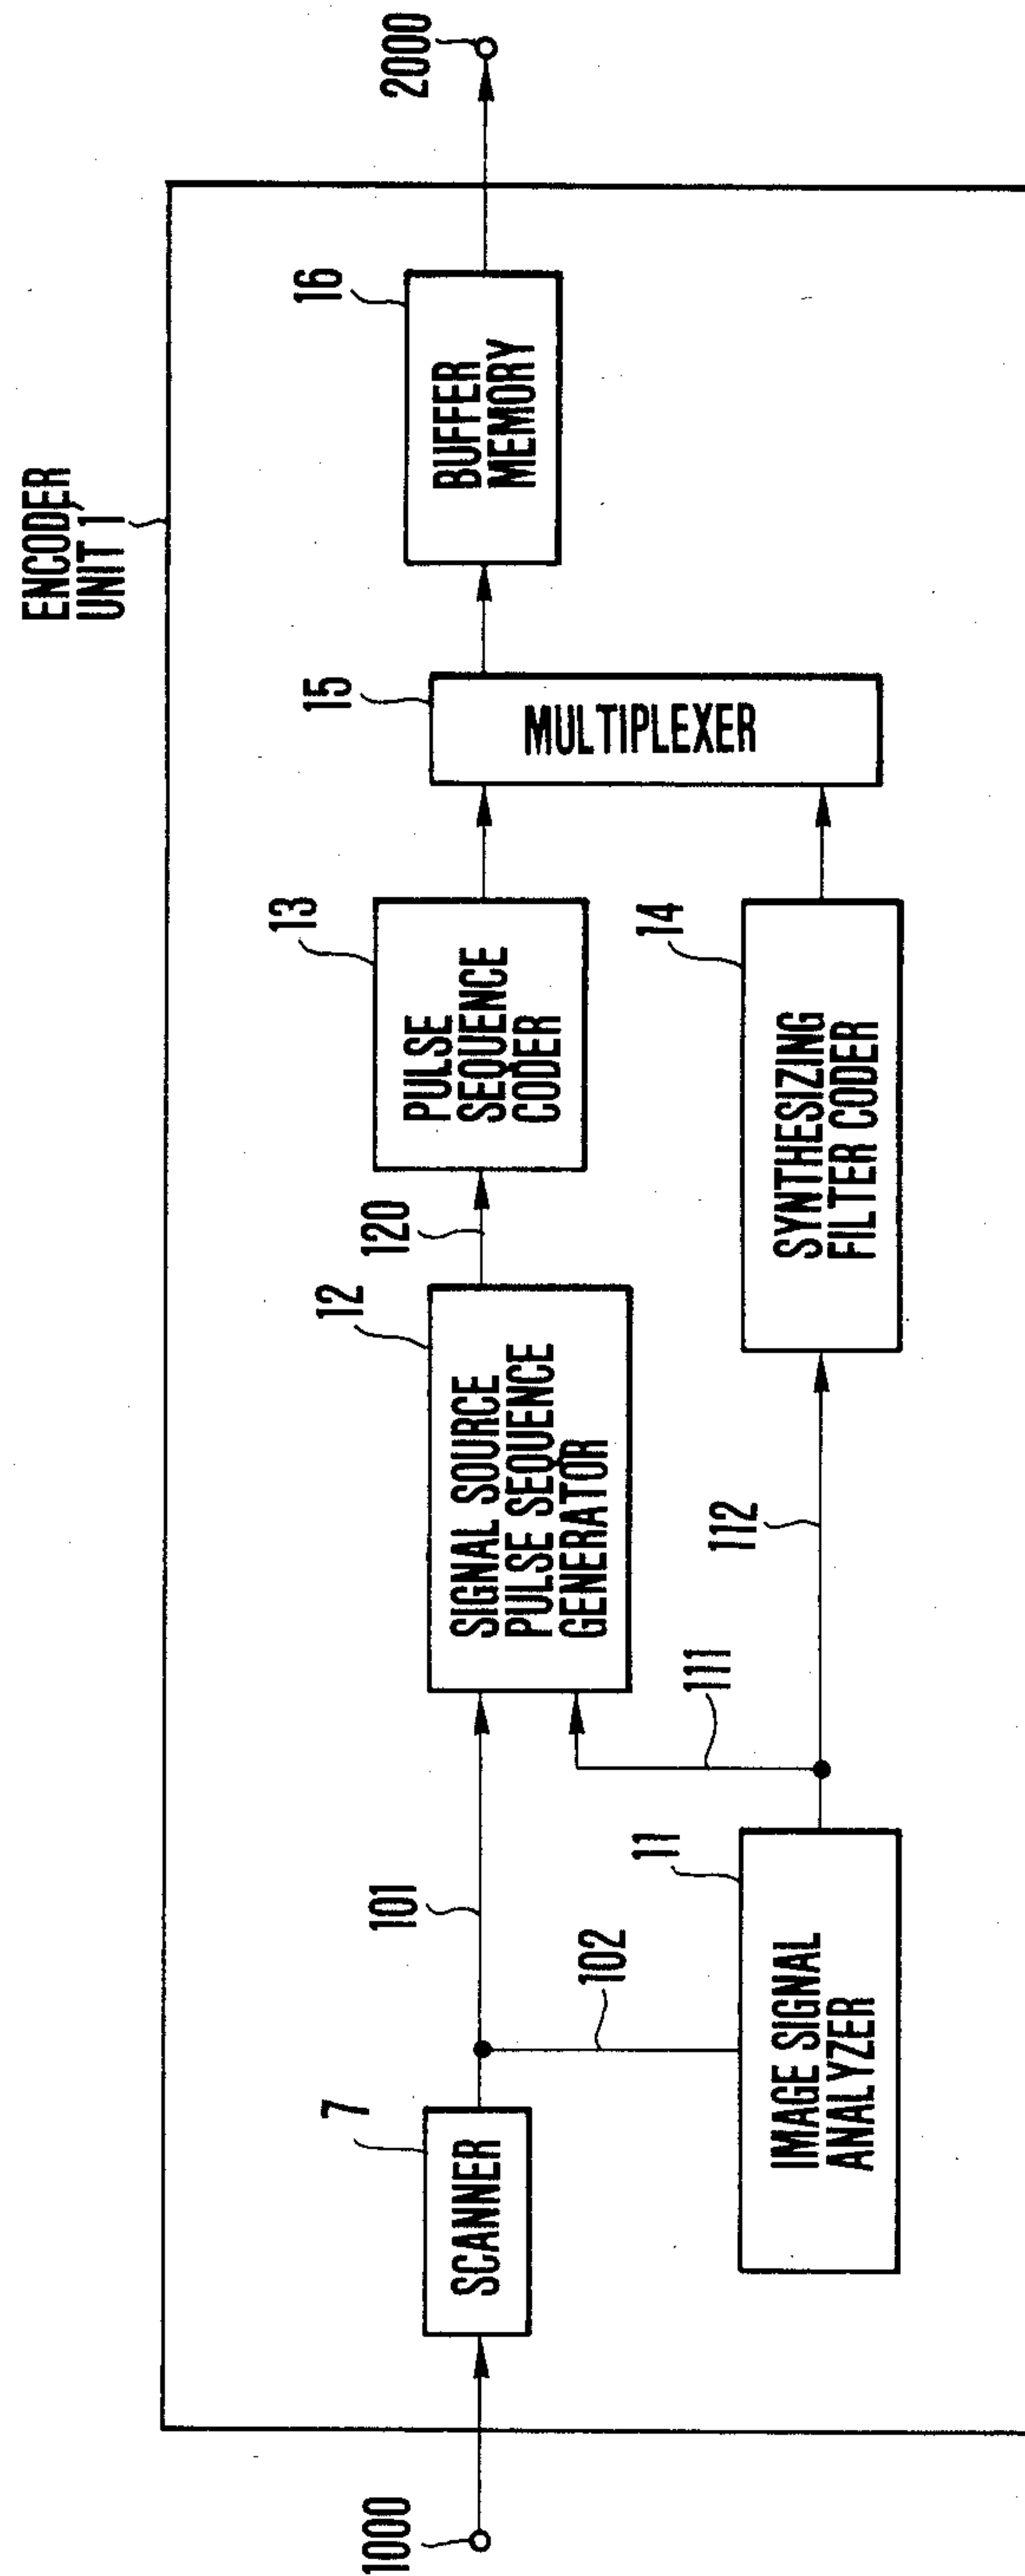 ENCODER
UNIT 1
1000
7
SCANNER
101
102
11
IMAGE SIGNAL
ANALYZER
111
112
12
SIGNAL SOURCE
PULSE SEQUENCE
GENERATOR
120
13
PULSE
SEQUENCE
CODER
14
SYNTHESIZING
FILTER CODER
15
MULTIPLEXER
16
BUFFER
MEMORY
2000